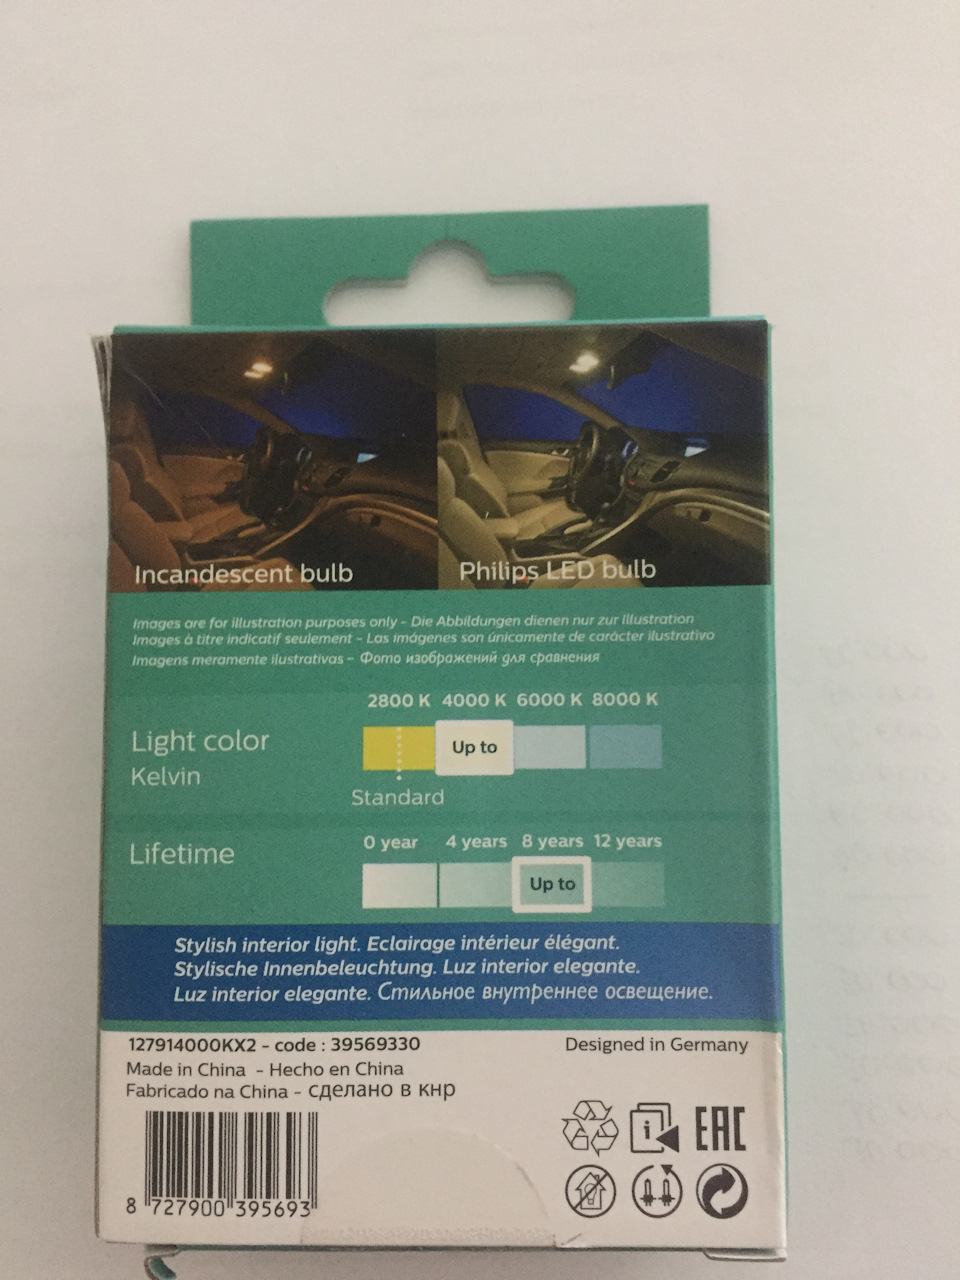 Incandescent bulb
Philips LED bulb
Images are for illustration purposes only - Die Abbildungen dienen nur zur Illustration
Images à titre indicatif seulement - Las imágenes son únicamente de carácter ilustrativo
Imagens meramente ilustrativas - Фото изображений для сравнения
2800 K 4000 K 6000 K 8000 K
Light color
Up to
Kelvin
Standard
0 year 4 years 8 years 12 years
Lifetime
Up to
Stylish interior light. Eclairage intérieur élégant.
Stylische Innenbeleuchtung. Luz interior elegante.
Luz interior elegante. Стильное внутреннее освещение.
127914000KX2 - code : 39569330
Designed in Germany
Made in China - Hecho en China
Fabricado na China - сделано в кнр
EAC
8 727900 395693